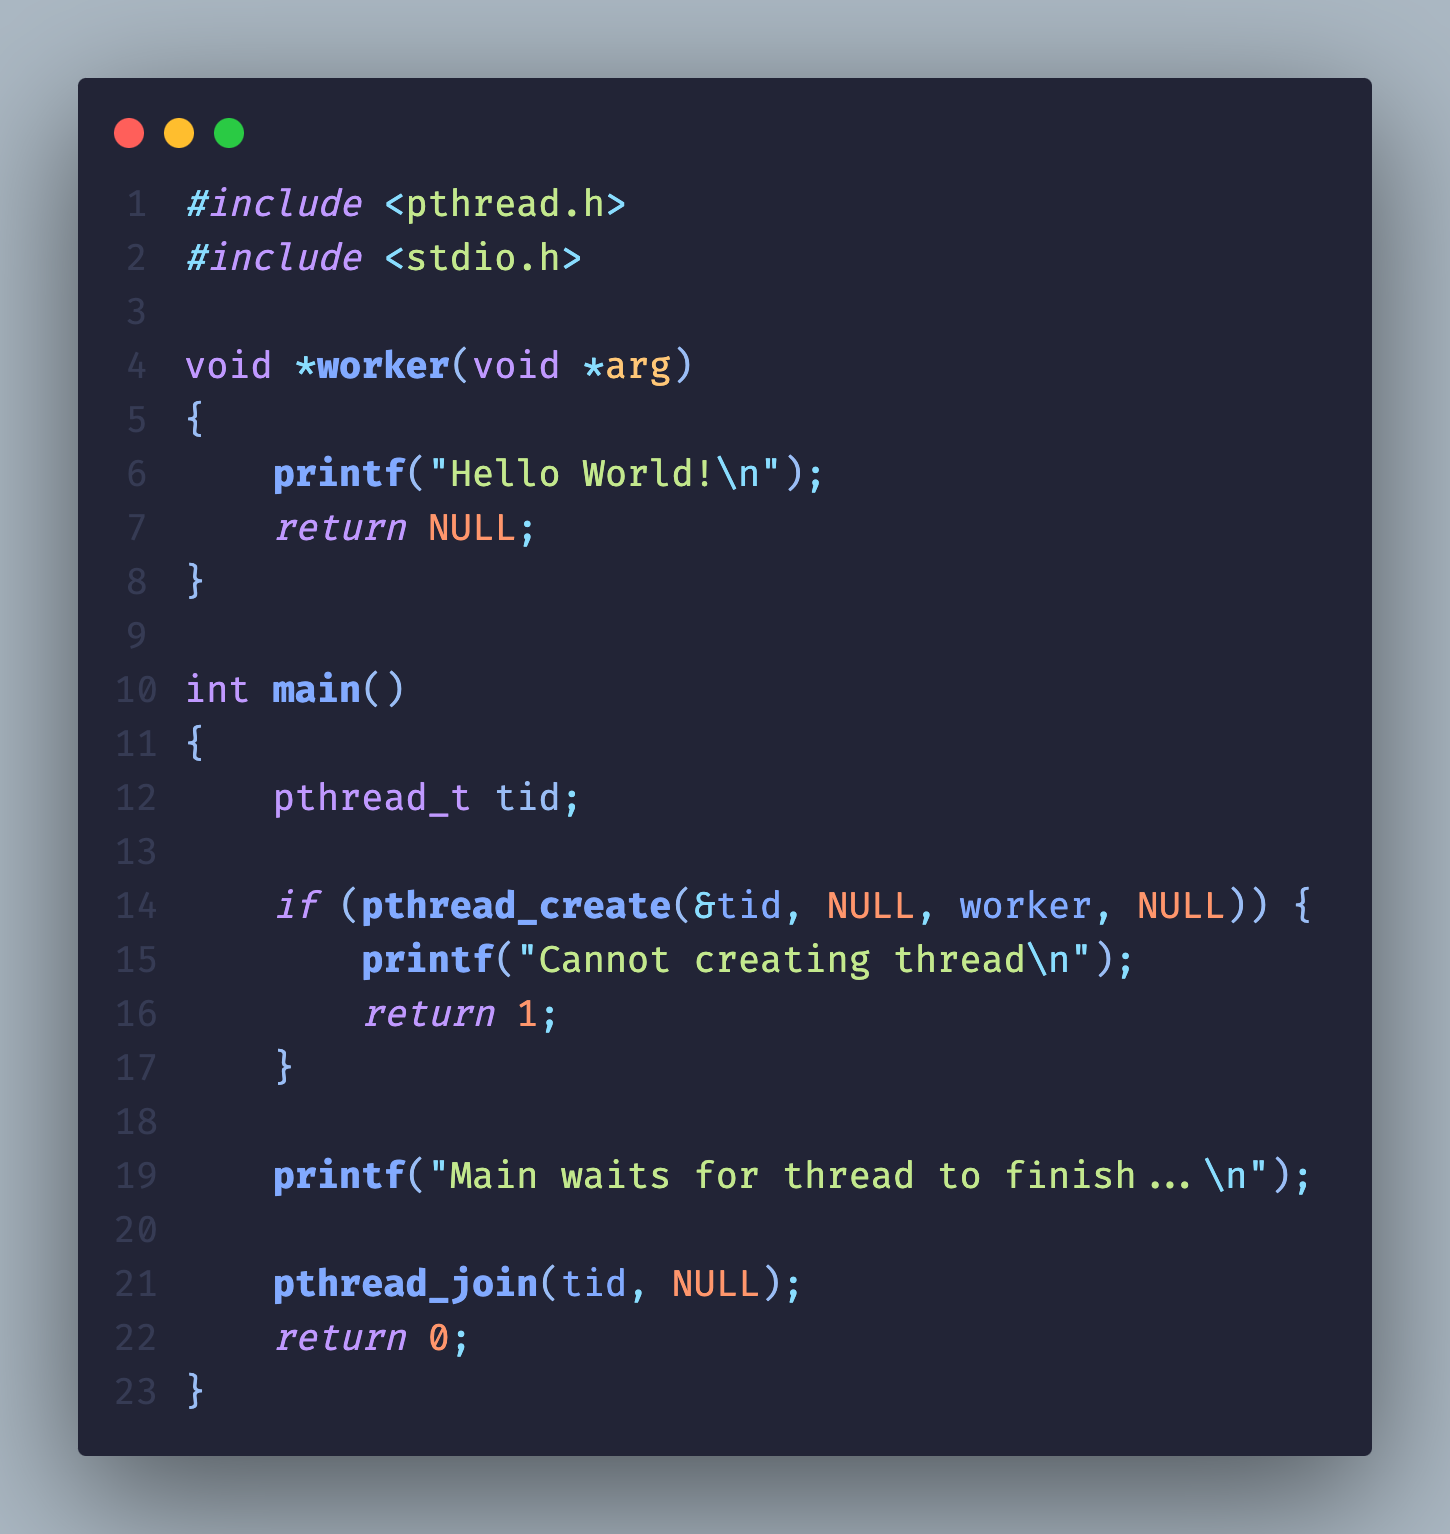 1 #include <pthread.h>
2 #include <stdio.h>
3
4 void *worker(void *arg)
5 {
6     printf("Hello World!\n");
7     return NULL;
8 }
9
10 int main()
11 {
12     pthread_t tid;
13
14     if (pthread_create(&tid, NULL, worker, NULL)) {
15         printf("Cannot creating thread\n");
16         return 1;
17     }
18
19     printf("Main waits for thread to finish...\n");
20
21     pthread_join(tid, NULL);
22     return 0;
23 }